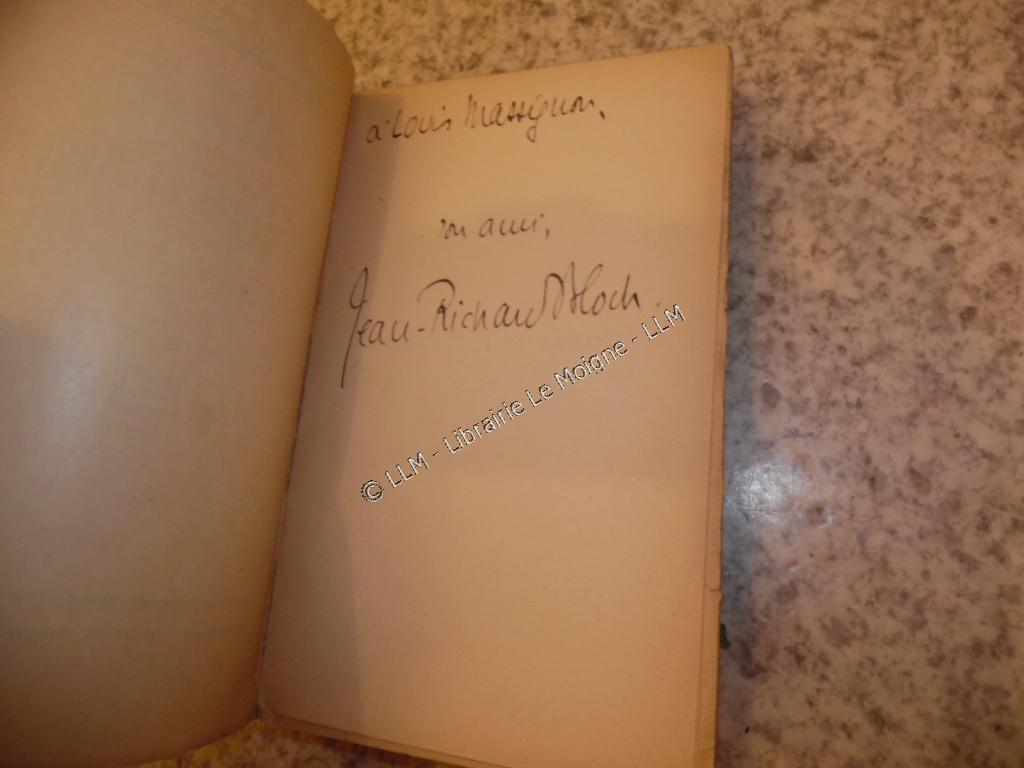 à Louis Massignon,
son ami,
Jean-Richard Bloch.
© LLM - Librairie Le Moigne - LLM